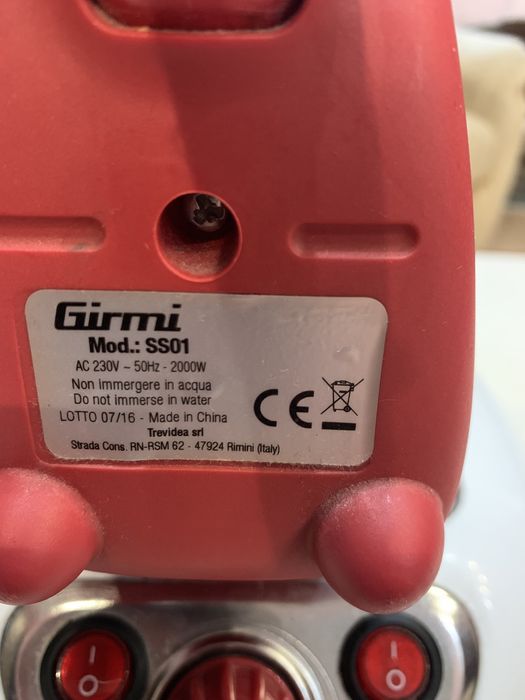 Girmi
Mod.: SS01
AC 230V ~ 50Hz - 2000W
Non immergere in acqua
Do not immerse in water
LOTTO 07/16 - Made in China
Trevidea srl
Strada Cons. RN-RSM 62 - 47924 Rimini (Italy)
CE
I I
O O